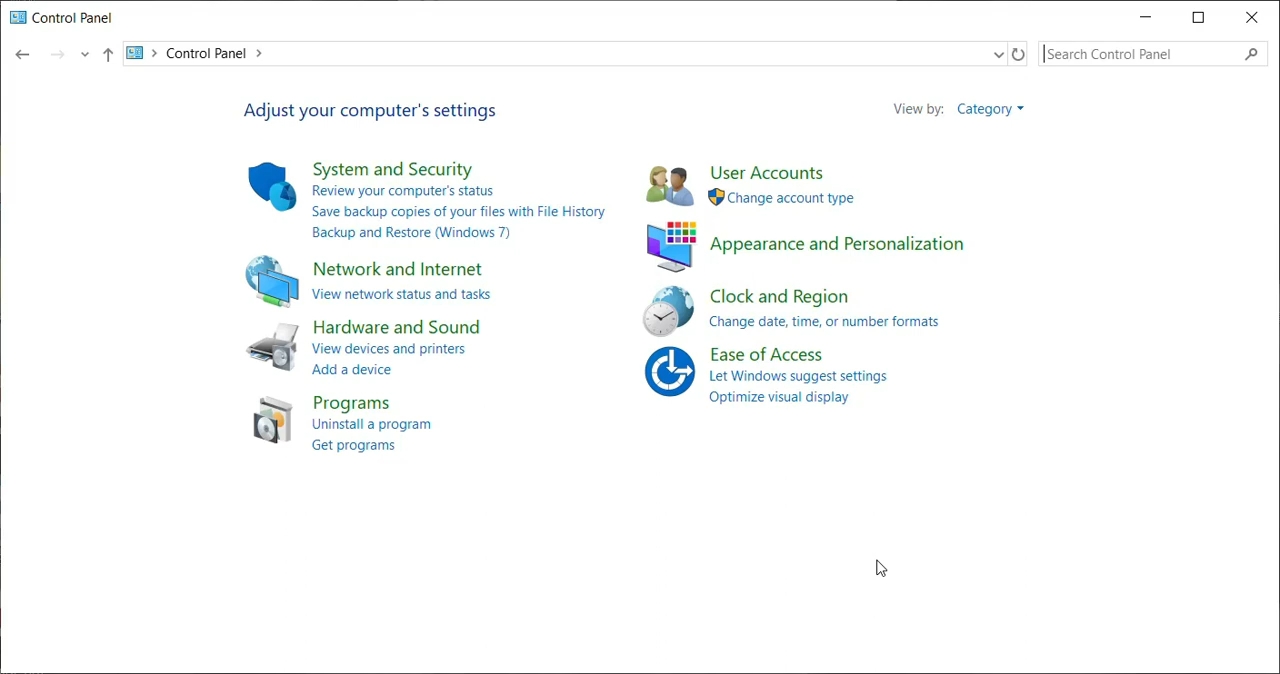 Control Panel
Control Panel
Search Control Panel
Adjust your computer's settings
View by: Category
System and Security
Review your computer's status
Save backup copies of your files with File History
Backup and Restore (Windows 7)
Network and Internet
View network status and tasks
Hardware and Sound
View devices and printers
Add a device
Programs
Uninstall a program
Get programs
User Accounts
Change account type
Appearance and Personalization
Clock and Region
Change date, time, or number formats
Ease of Access
Let Windows suggest settings
Optimize visual display